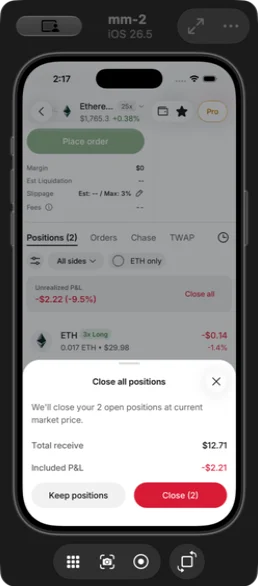 mm-2
iOS 26.5
2:17
Ethere... 25x
$1,765.3 +0.38%
Pro
Place order
Margin $0
Est Liquidation --
Slippage Est: -- / Max: 3%
Fees --
Positions (2) Orders Chase TWAP
All sides ETH only
Unrealized P&L
-$2.22 (-9.5%) Close all
ETH 3x Long -$0.14
0.017 ETH • $29.98 -1.4%
Close all positions
We'll close your 2 open positions at current
market price.
Total receive $12.71
Included P&L -$2.21
Keep positions Close (2)